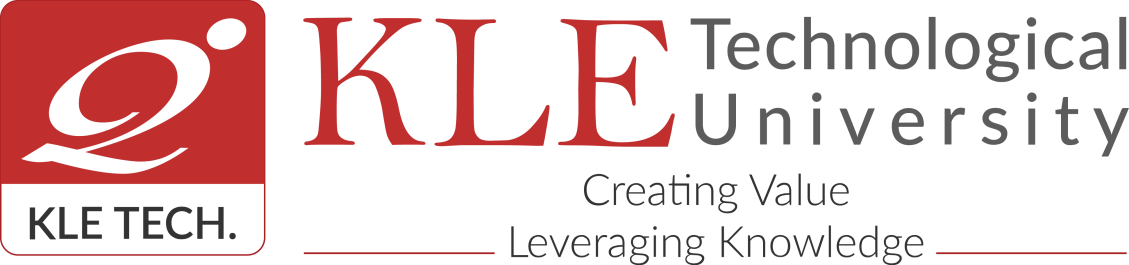 KLE TECH.
KLE Technological
University
Creating Value
Leveraging Knowledge